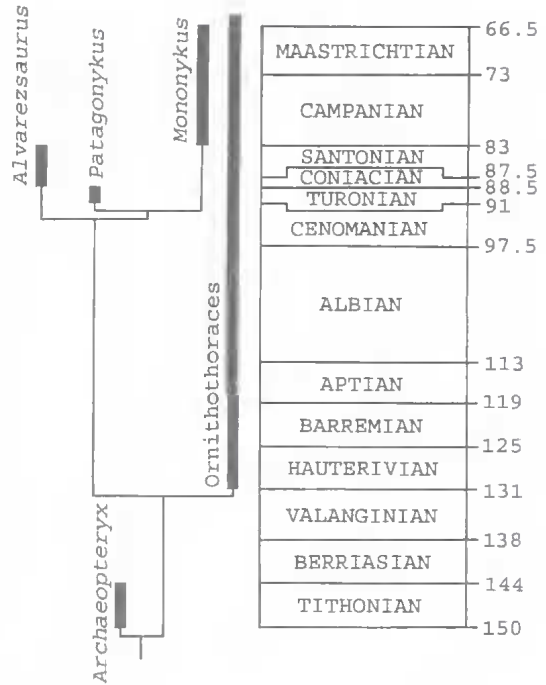 Alvarezsaurus
Patagonykus
Mononykus
Ornithothoraces
Archaeopteryx
66.5
MAASTRICHTIAN
73
CAMPANIAN
83
SANTONIAN
87.5
CONIACIAN
88.5
TURONIAN
91
CENOMANIAN
97.5
ALBIAN
113
APTIAN
119
BARREMIAN
125
HAUTERIVIAN
131
VALANGINIAN
138
BERRIASIAN
144
TITHONIAN
150